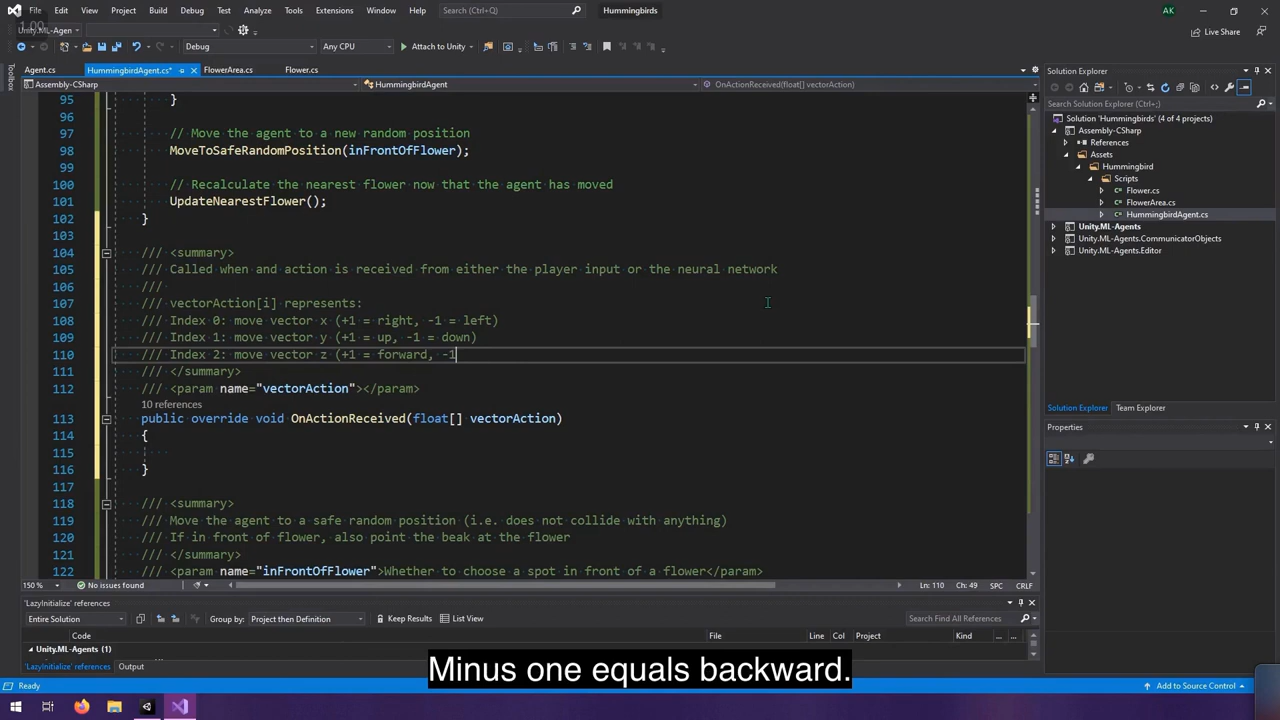 File Edit View Project Build Debug Test Analyze Tools Extensions Window Help Search (Ctrl+Q) Hummingbirds AK
1.00
Unity.ML-Agen Live Share
Debug Any CPU Attach to Unity
Agent.cs HummingbirdAgent.cs* FlowerArea.cs Flower.cs
Assembly-CSharp HummingbirdAgent OnActionReceived(float[] vectorAction)
95 }
96
97 // Move the agent to a new random position
98 MoveToSafeRandomPosition(inFrontOfFlower);
99
100 // Recalculate the nearest flower now that the agent has moved
101 UpdateNearestFlower();
102 }
103
104 /// <summary>
105 /// Called when and action is received from either the player input or the neural network
106 ///
107 /// vectorAction[i] represents:
108 /// Index 0: move vector x (+1 = right, -1 = left)
109 /// Index 1: move vector y (+1 = up, -1 = down)
110 /// Index 2: move vector z (+1 = forward, -1
111 /// </summary>
112 /// <param name="vectorAction"></param>
10 references
113 public override void OnActionReceived(float[] vectorAction)
114 {
115
116 }
117
118 /// <summary>
119 /// Move the agent to a safe random position (i.e. does not collide with anything)
120 /// If in front of flower, also point the beak at the flower
121 /// </summary>
122 /// <param name="inFrontOfFlower">Whether to choose a spot in front of a flower</param>
150 % No issues found Ln: 110 Ch: 49 SPC CRLF
Toolbox
Solution Explorer
Search Solution Explorer (Ctrl+;)
Solution 'Hummingbirds' (4 of 4 projects)
Assembly-CSharp
References
Assets
Hummingbird
Scripts
Flower.cs
FlowerArea.cs
HummingbirdAgent.cs
Unity.ML-Agents
Unity.ML-Agents.CommunicatorObjects
Unity.ML-Agents.Editor
Solution Explorer Team Explorer
Properties
'LazyInitialize' references
Entire Solution Group by: Project then Definition Keep Results List View Search Find All References
Code File Line Col Project Kind
Unity.ML-Agents (1)
'LazyInitialize' references Output
Minus one equals backward.
Ready Add to Source Control